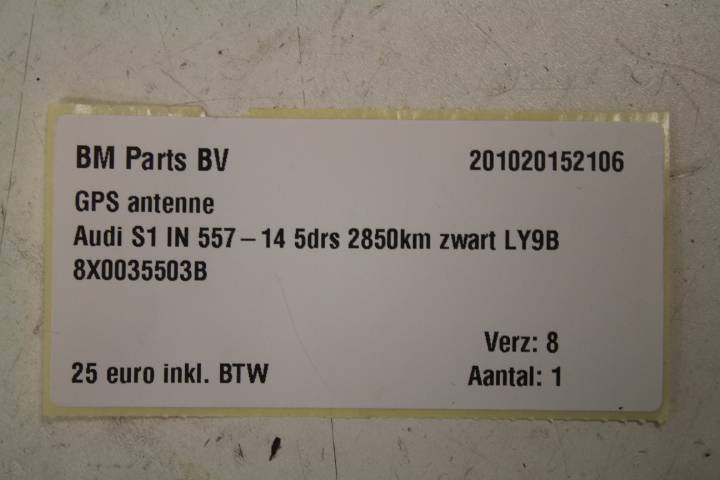 BM Parts BV 201020152106
GPS antenne
Audi S1 IN 557 – 14 5drs 2850km zwart LY9B
8X0035503B
Verz: 8
25 euro inkl. BTW Aantal: 1